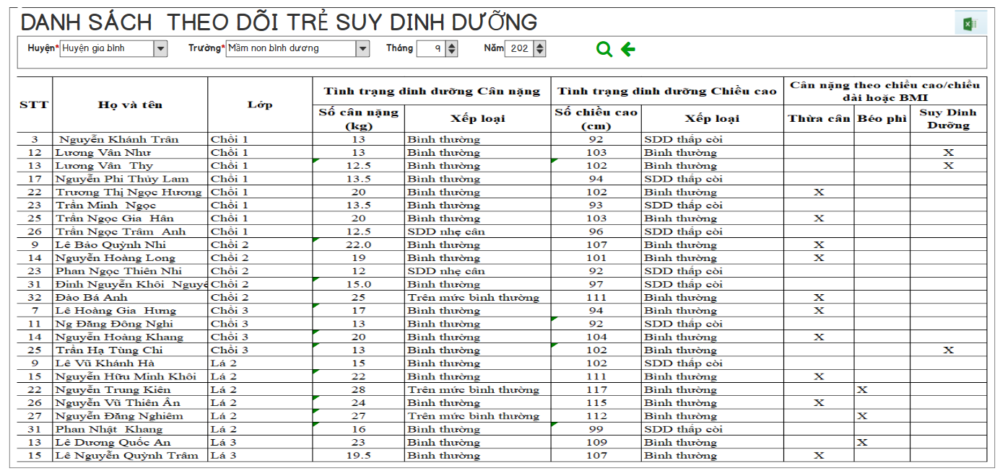 DANH SÁCH THEO DÕI TRẺ SUY DINH DƯỠNG
Huyện* Huyện gia bình Trường* Mầm non bình dương Tháng 9 Năm 202
STT Họ và tên Lớp Tình trạng dinh dưỡng Cân nặng Tình trạng dinh dưỡng Chiều cao Cân nặng theo chiều cao/chiều dài hoặc BMI
Số cân nặng (kg) Xếp loại Số chiều cao (cm) Xếp loại Thừa cân Béo phì Suy Dinh Dưỡng
3 Nguyễn Khánh Trân Chồi 1 13 Bình thường 92 SDD thấp còi
12 Lương Vân Như Chồi 1 13 Bình thường 103 Bình thường X
13 Lương Vân Thy Chồi 1 12.5 Bình thường 102 Bình thường X
17 Nguyễn Phi Thủy Lam Chồi 1 13.5 Bình thường 94 SDD thấp còi
22 Trương Thị Ngọc Hương Chồi 1 20 Bình thường 102 Bình thường X
23 Trần Minh Ngọc Chồi 1 13.5 Bình thường 93 SDD thấp còi
25 Trần Ngọc Gia Hân Chồi 1 20 Bình thường 103 Bình thường X
26 Trần Ngọc Trâm Anh Chồi 1 12.5 SDD nhẹ cân 96 SDD thấp còi
9 Lê Bảo Quỳnh Nhi Chồi 2 22.0 Bình thường 107 Bình thường X
14 Nguyễn Hoàng Long Chồi 2 19 Bình thường 101 Bình thường X
23 Phan Ngọc Thiên Nhi Chồi 2 12 SDD nhẹ cân 92 SDD thấp còi
31 Đinh Nguyễn Khôi Nguyê Chồi 2 15.0 Bình thường 97 SDD thấp còi
32 Đào Bá Anh Chồi 2 25 Trên mức bình thường 111 Bình thường X
7 Lê Hoàng Gia Hưng Chồi 3 17 Bình thường 94 Bình thường X
11 Ng Đăng Đông Nghi Chồi 3 13 Bình thường 92 SDD thấp còi
14 Nguyễn Hoàng Khang Chồi 3 20 Bình thường 104 Bình thường X
25 Trần Hạ Tùng Chi Chồi 3 13 Bình thường 102 Bình thường X
9 Lê Vũ Khánh Hà Lá 2 15 Bình thường 102 SDD thấp còi
15 Nguyễn Hữu Minh Khôi Lá 2 22 Bình thường 111 Bình thường X
22 Nguyễn Trung Kiên Lá 2 28 Trên mức bình thường 117 Bình thường X
26 Nguyễn Vũ Thiên Ân Lá 2 24 Bình thường 115 Bình thường X
27 Nguyễn Đăng Nghiêm Lá 2 27 Trên mức bình thường 112 Bình thường X
31 Phan Nhật Khang Lá 2 16 Bình thường 99 SDD thấp còi
13 Lê Dương Quốc An Lá 3 23 Bình thường 109 Bình thường X
15 Lê Nguyễn Quỳnh Trâm Lá 3 19.5 Bình thường 107 Bình thường X